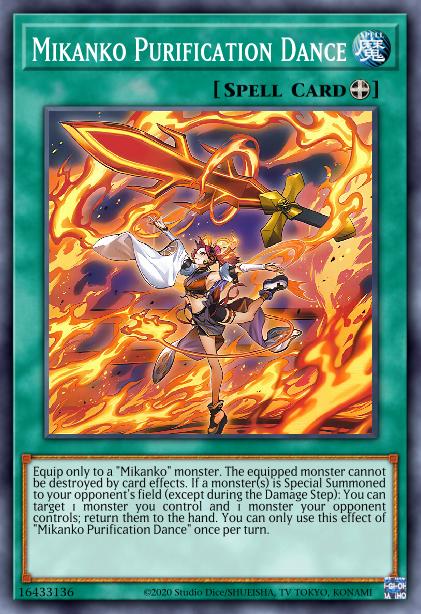 MIKANKO PURIFICATION DANCE
SPELL
魔
[SPELL CARD]
Equip only to a "Mikanko" monster. The equipped monster cannot
be destroyed by card effects. If a monster(s) is Special Summoned
to your opponent's field (except during the Damage Step): You can
target 1 monster you control and 1 monster your opponent
controls; return them to the hand. You can only use this effect of
"Mikanko Purification Dance" once per turn.
16433136
©2020 Studio Dice/SHUEISHA, TV TOKYO, KONAMI